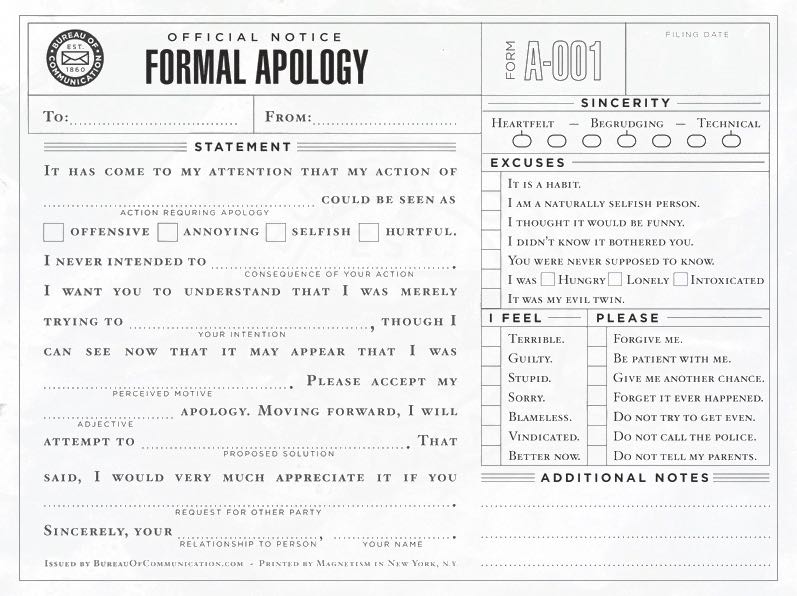 BUREAU OF COMMUNICATION
EST.
1860
OFFICIAL NOTICE
FORMAL APOLOGY
FORM A-001
FILING DATE
TO:
FROM:
STATEMENT
IT HAS COME TO MY ATTENTION THAT MY ACTION OF
COULD BE SEEN AS
ACTION REQURING APOLOGY
OFFENSIVE ANNOYING SELFISH HURTFUL.
I NEVER INTENDED TO .
CONSEQUENCE OF YOUR ACTION
I WANT YOU TO UNDERSTAND THAT I WAS MERELY
TRYING TO , THOUGH I
YOUR INTENTION
CAN SEE NOW THAT IT MAY APPEAR THAT I WAS
. PLEASE ACCEPT MY
PERCEIVED MOTIVE
APOLOGY. MOVING FORWARD, I WILL
ADJECTIVE
ATTEMPT TO . THAT
PROPOSED SOLUTION
SAID, I WOULD VERY MUCH APPRECIATE IT IF YOU
.
REQUEST FOR OTHER PARTY
SINCERELY, YOUR , .
RELATIONSHIP TO PERSON YOUR NAME
ISSUED BY BUREAUOFCOMMUNICATION.COM - PRINTED BY MAGNETISM IN NEW YORK, N.Y
SINCERITY
HEARTFELT — BEGRUDGING — TECHNICAL
EXCUSES
IT IS A HABIT.
I AM A NATURALLY SELFISH PERSON.
I THOUGHT IT WOULD BE FUNNY.
I DIDN'T KNOW IT BOTHERED YOU.
YOU WERE NEVER SUPPOSED TO KNOW.
I WAS HUNGRY LONELY INTOXICATED
IT WAS MY EVIL TWIN.
I FEEL
TERRIBLE.
GUILTY.
STUPID.
SORRY.
BLAMELESS.
VINDICATED.
BETTER NOW.
PLEASE
FORGIVE ME.
BE PATIENT WITH ME.
GIVE ME ANOTHER CHANCE.
FORGET IT EVER HAPPENED.
DO NOT TRY TO GET EVEN.
DO NOT CALL THE POLICE.
DO NOT TELL MY PARENTS.
ADDITIONAL NOTES